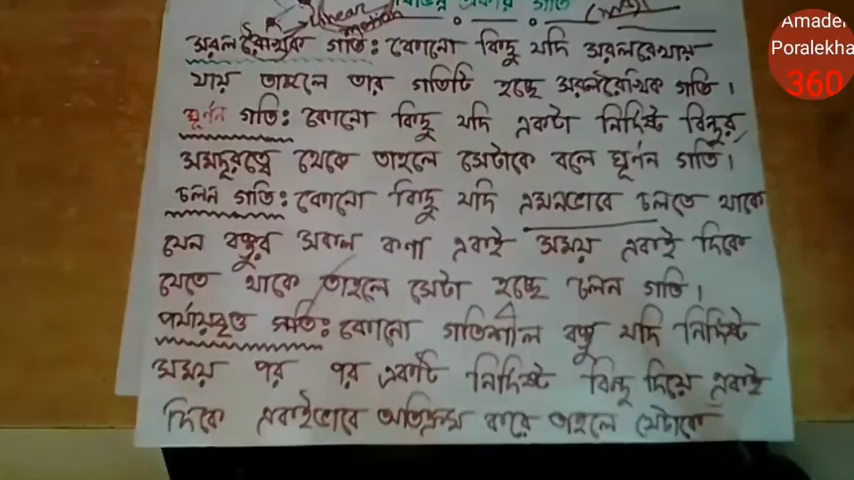 বিভিন্ন প্রকার গতি
Linear motion
সরলরৈখিক গতি: কোনো কিছু যদি সরলরেখায়
যায় তাহলে তার গতিটি হচ্ছে সরলরৈখিক গতি।
ঘূর্ণন গতি: কোনো কিছু যদি একটা নির্দিষ্ট বিন্দুর
সমদূরত্বে থেকে তাহলে সেটাকে বলে ঘূর্ণন গতি।
চলন গতি: কোনো কিছু যদি এমনভাবে চলতে থাকে
যেন বস্তুর সকল কণা একই সময় একই দিকে
যেতে থাকে তাহলে সেটা হচ্ছে চলন গতি।
পর্যায়বৃত্ত গতি: কোনো গতিশীল বস্তু যদি নির্দিষ্ট
সময় পর পর একটি নির্দিষ্ট বিন্দু দিয়ে একই
দিকে একইভাবে অতিক্রম করে তাহলে সেটাকে
Amader
Poralekha
360